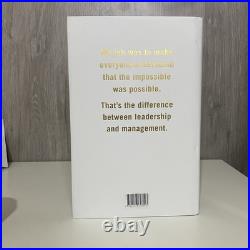 My job was to make
everyone understand
that the impossible
was possible.
That's the difference
between leadership
and management.